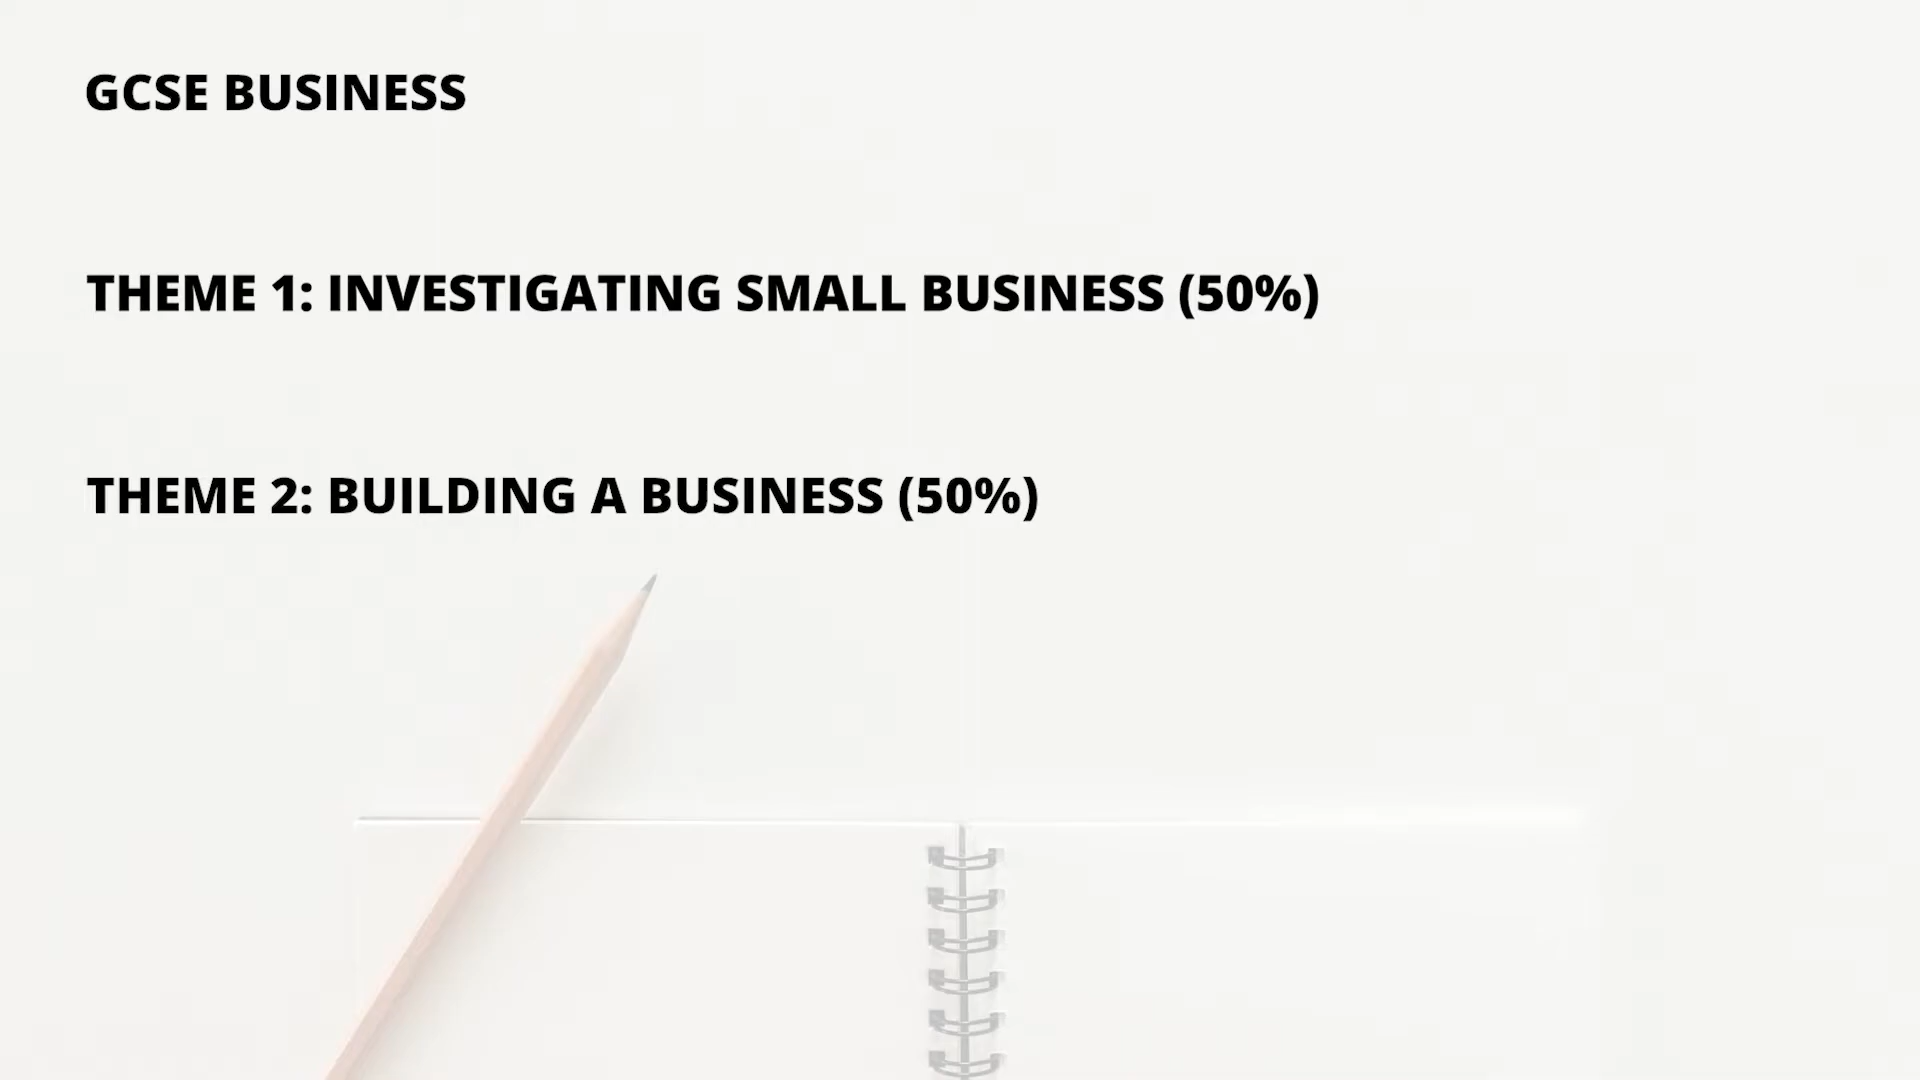 GCSE BUSINESS
THEME 1: INVESTIGATING SMALL BUSINESS (50%)
THEME 2: BUILDING A BUSINESS (50%)